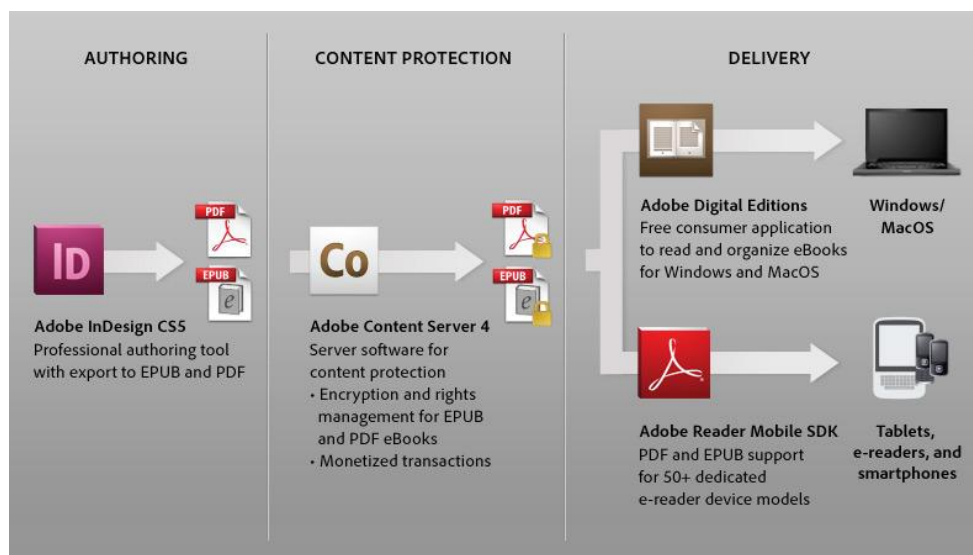 AUTHORING
ID
PDF
EPUB
e
Adobe InDesign CS5
Professional authoring tool
with export to EPUB and PDF
CONTENT PROTECTION
Co
PDF
EPUB
e
Adobe Content Server 4
Server software for
content protection
• Encryption and rights
management for EPUB
and PDF eBooks
• Monetized transactions
DELIVERY
Adobe Digital Editions
Free consumer application
to read and organize eBooks
for Windows and MacOS
Windows/
MacOS
Adobe Reader Mobile SDK
PDF and EPUB support
for 50+ dedicated
e-reader device models
Tablets,
e-readers, and
smartphones